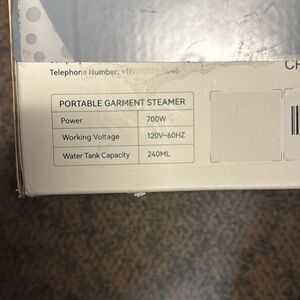 Telephone Number:
PORTABLE GARMENT STEAMER
Power 700W
Working Voltage 120V~60HZ
Water Tank Capacity 240ML